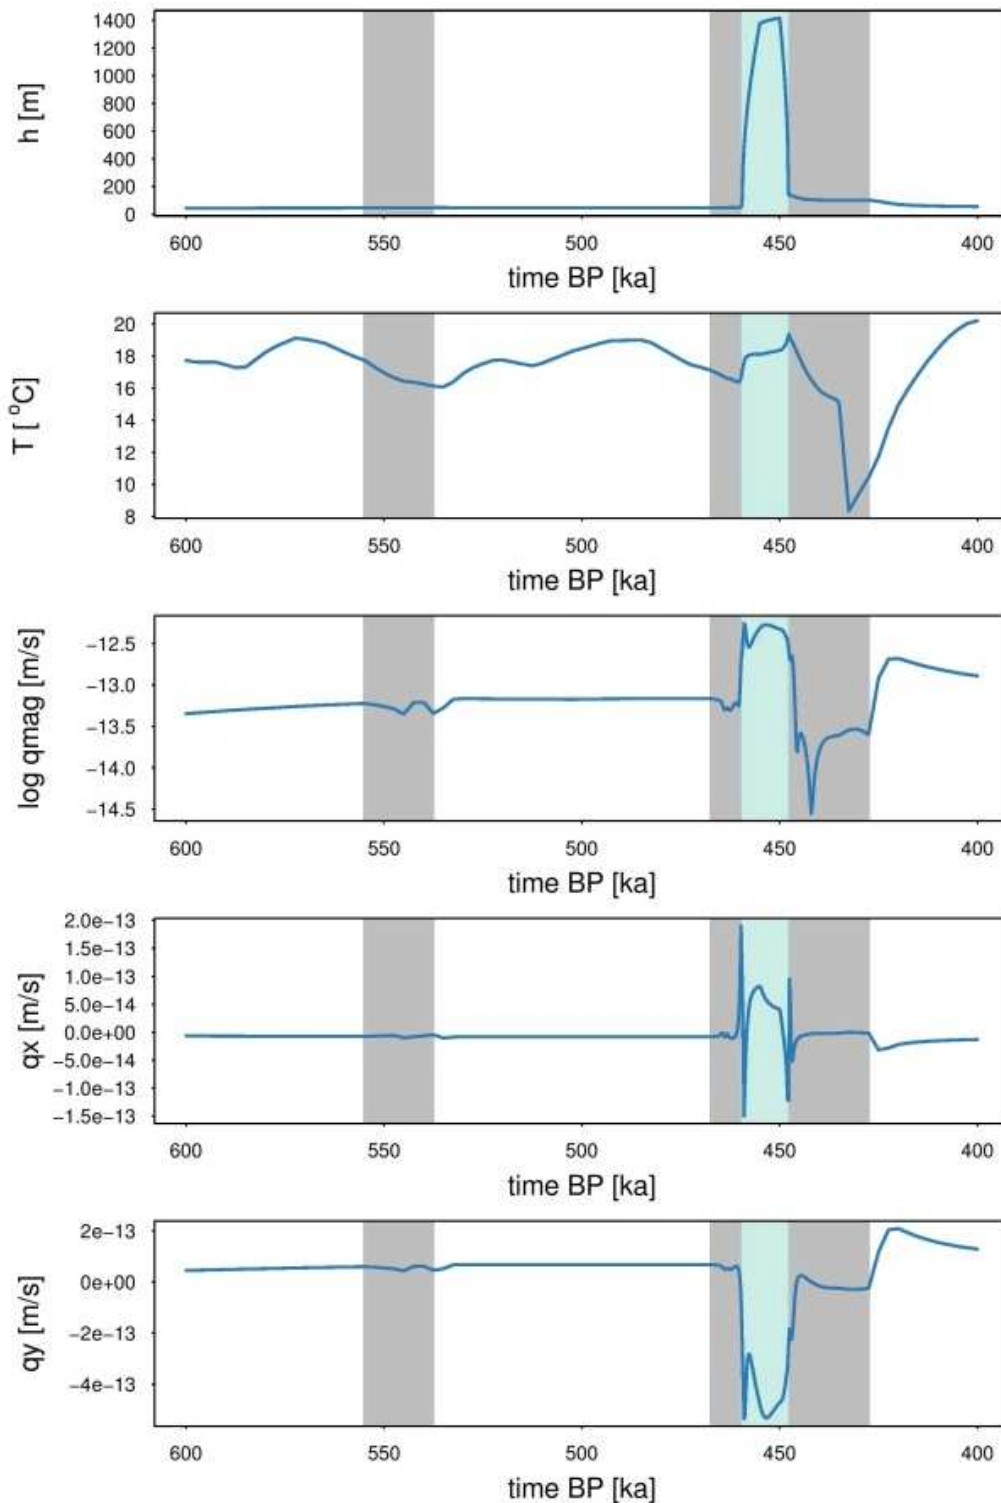 1400
1200
1000
800
600
400
200
0
h [m]
600 550 500 450 400
time BP [ka]
20
18
16
14
12
10
8
T [ °C]
600 550 500 450 400
time BP [ka]
−12.5
−13.0
−13.5
−14.0
−14.5
log qmag [m/s]
600 550 500 450 400
time BP [ka]
2.0e−13
1.5e−13
1.0e−13
5.0e−14
0.0e+00
−5.0e−14
−1.0e−13
−1.5e−13
qx [m/s]
600 550 500 450 400
time BP [ka]
2e−13
0e+00
−2e−13
−4e−13
qy [m/s]
600 550 500 450 400
time BP [ka]